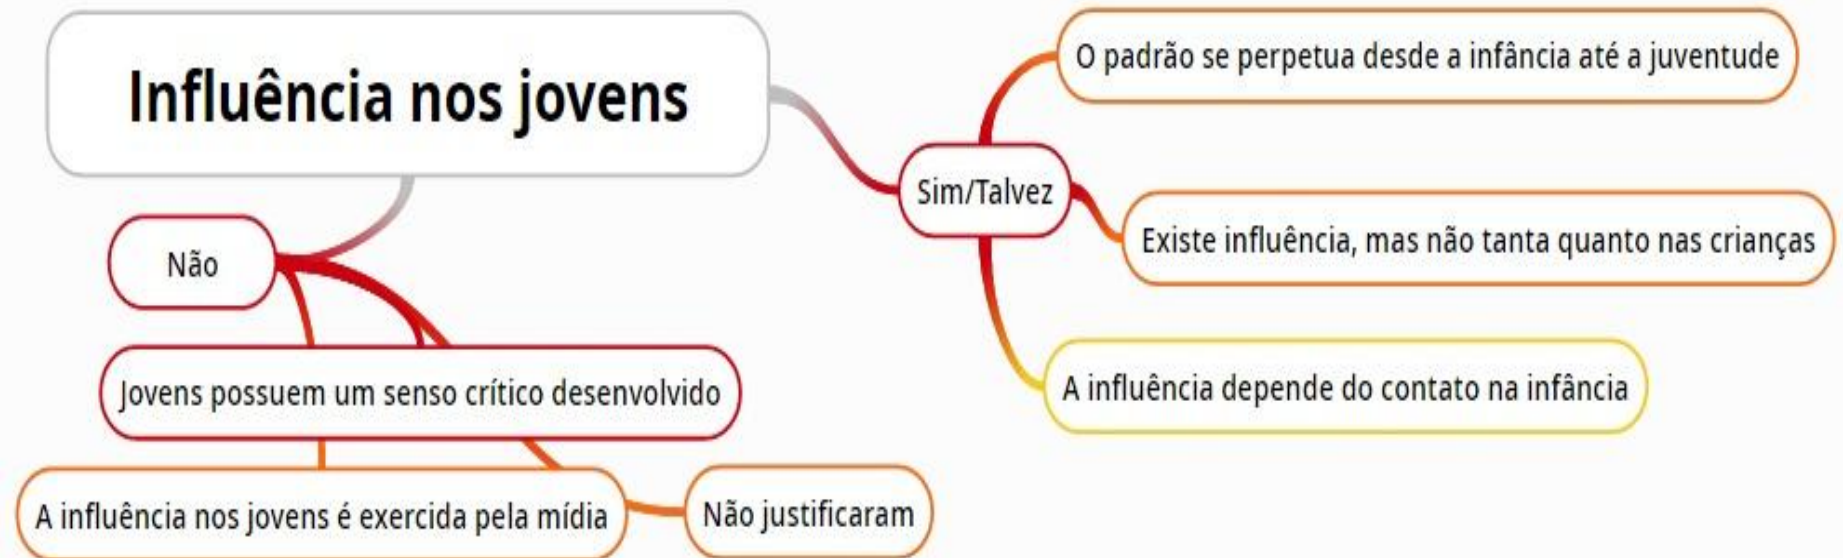 Influência nos jovens
Não
Jovens possuem um senso crítico desenvolvido
A influência nos jovens é exercida pela mídia
Não justificaram
Sim/Talvez
O padrão se perpetua desde a infância até a juventude
Existe influência, mas não tanta quanto nas crianças
A influência depende do contato na infância